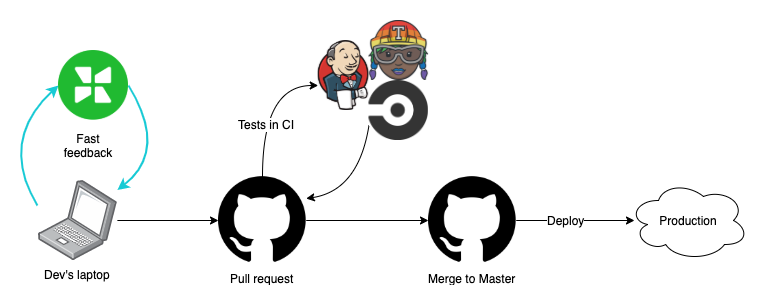 Fast
feedback
Tests in CI
T
Dev's laptop
Pull request
Merge to Master
Deploy
Production